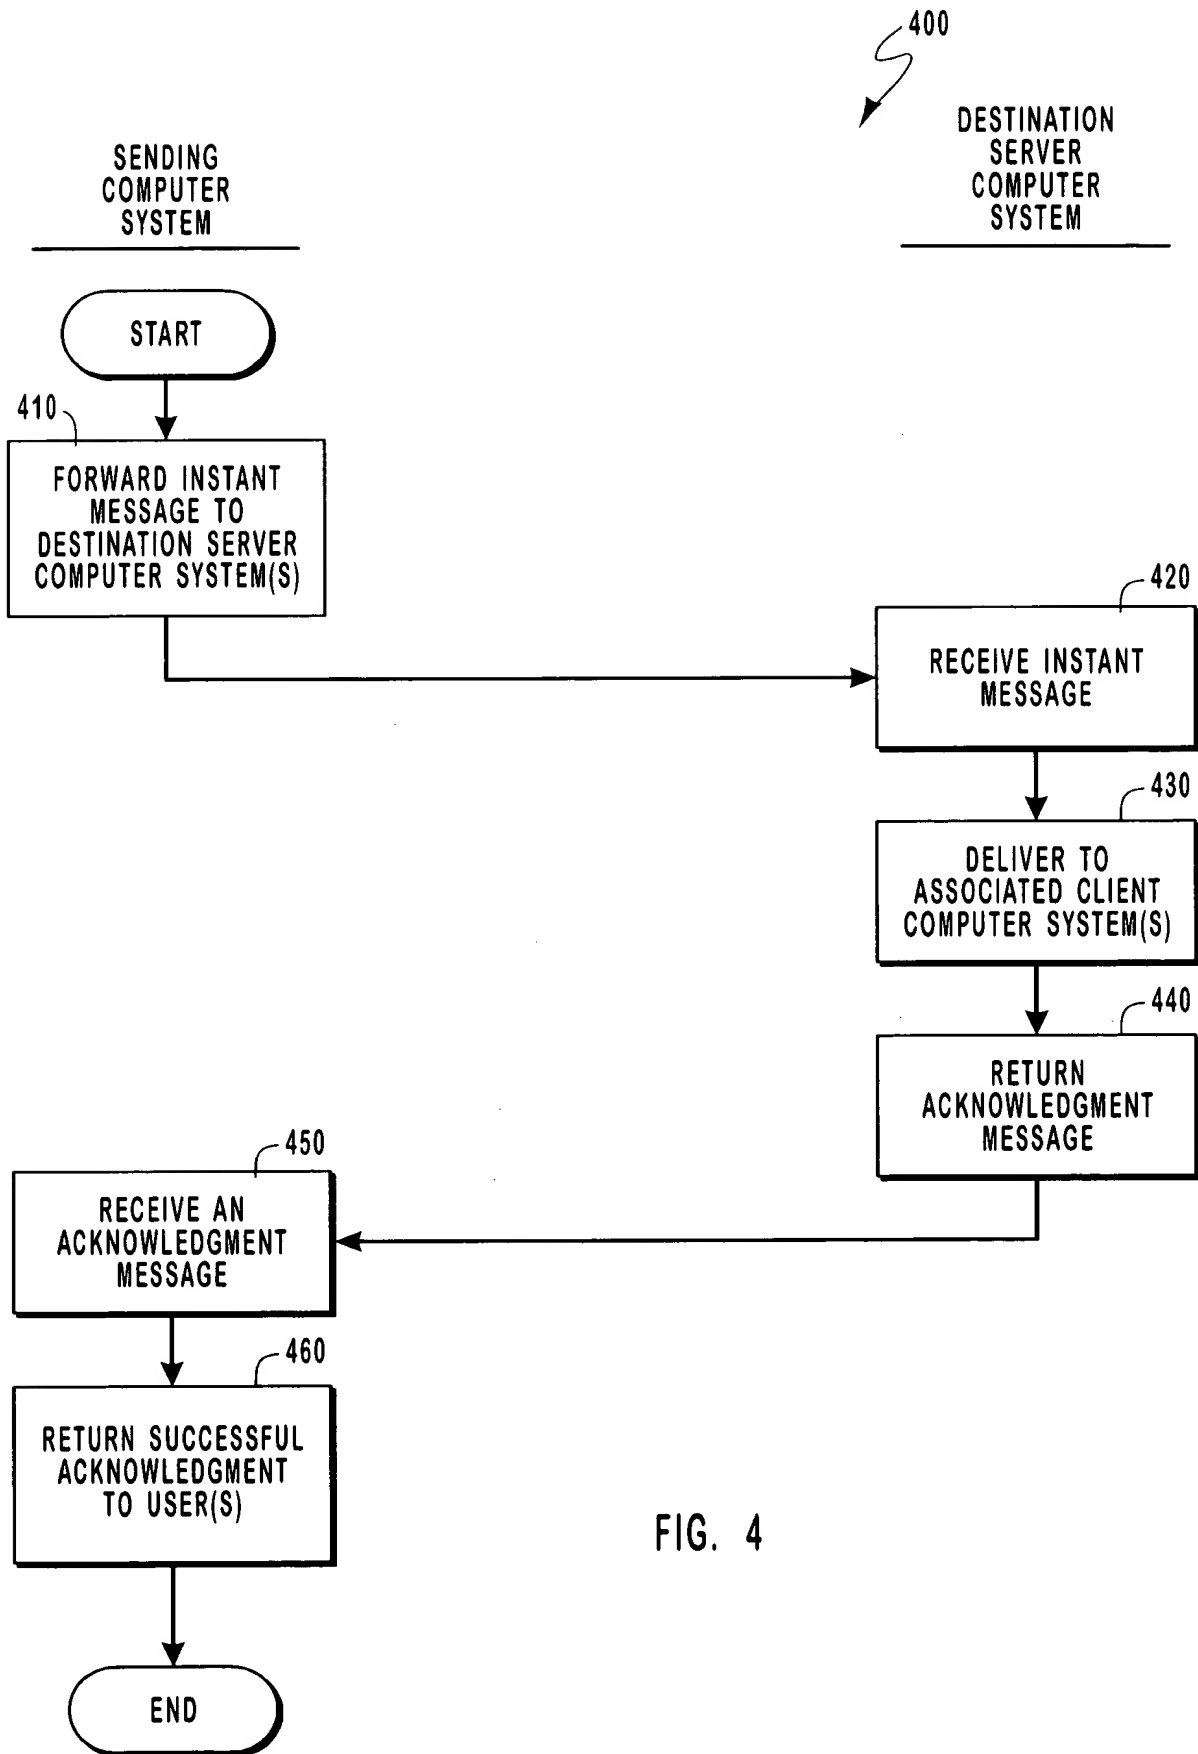 400
SENDING
COMPUTER
SYSTEM
DESTINATION
SERVER
COMPUTER
SYSTEM
START
410
FORWARD INSTANT
MESSAGE TO
DESTINATION SERVER
COMPUTER SYSTEM(S)
420
RECEIVE INSTANT
MESSAGE
430
DELIVER TO
ASSOCIATED CLIENT
COMPUTER SYSTEM(S)
440
RETURN
ACKNOWLEDGMENT
MESSAGE
450
RECEIVE AN
ACKNOWLEDGMENT
MESSAGE
460
RETURN SUCCESSFUL
ACKNOWLEDGMENT
TO USER(S)
END
FIG. 4